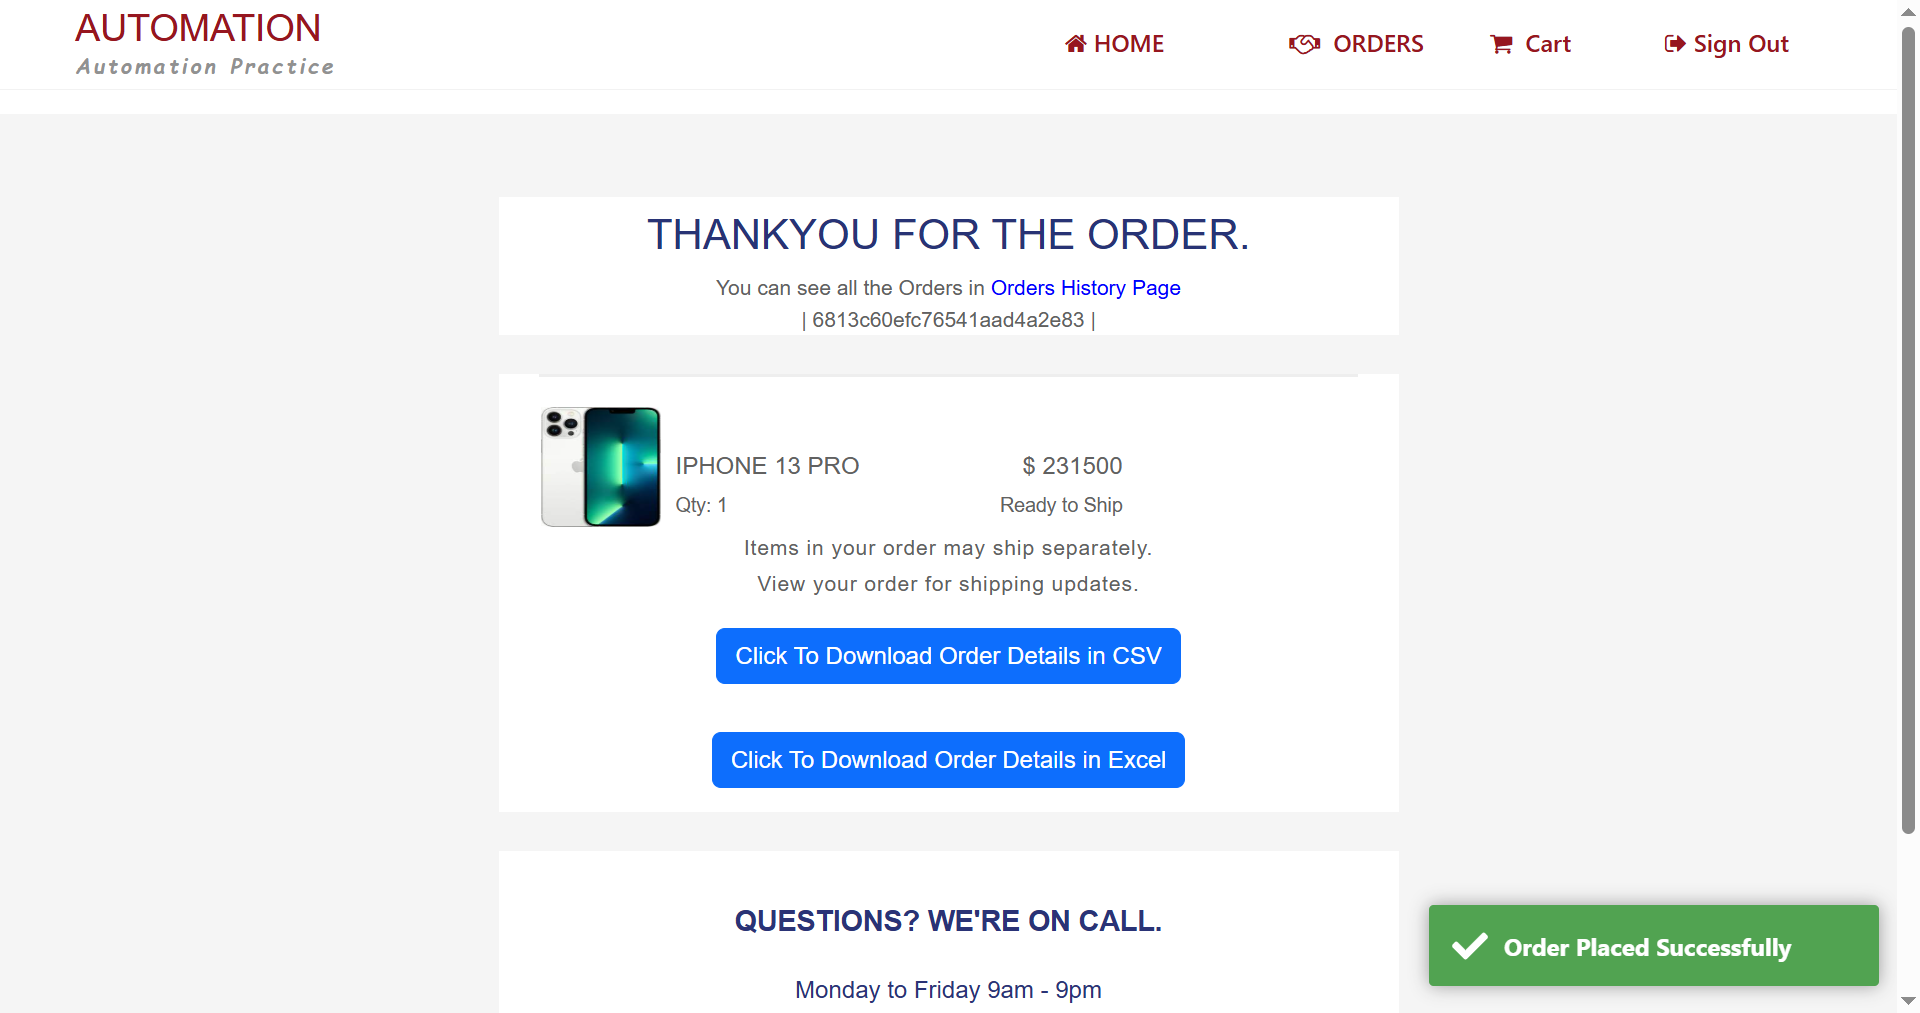 AUTOMATION
Automation Practice
HOME
ORDERS
Cart
Sign Out
THANKYOU FOR THE ORDER.
You can see all the Orders in Orders History Page
| 6813c60efc76541aad4a2e83 |
IPHONE 13 PRO
$ 231500
Qty: 1
Ready to Ship
Items in your order may ship separately.
View your order for shipping updates.
Click To Download Order Details in CSV
Click To Download Order Details in Excel
QUESTIONS? WE'RE ON CALL.
Monday to Friday 9am - 9pm
Order Placed Successfully